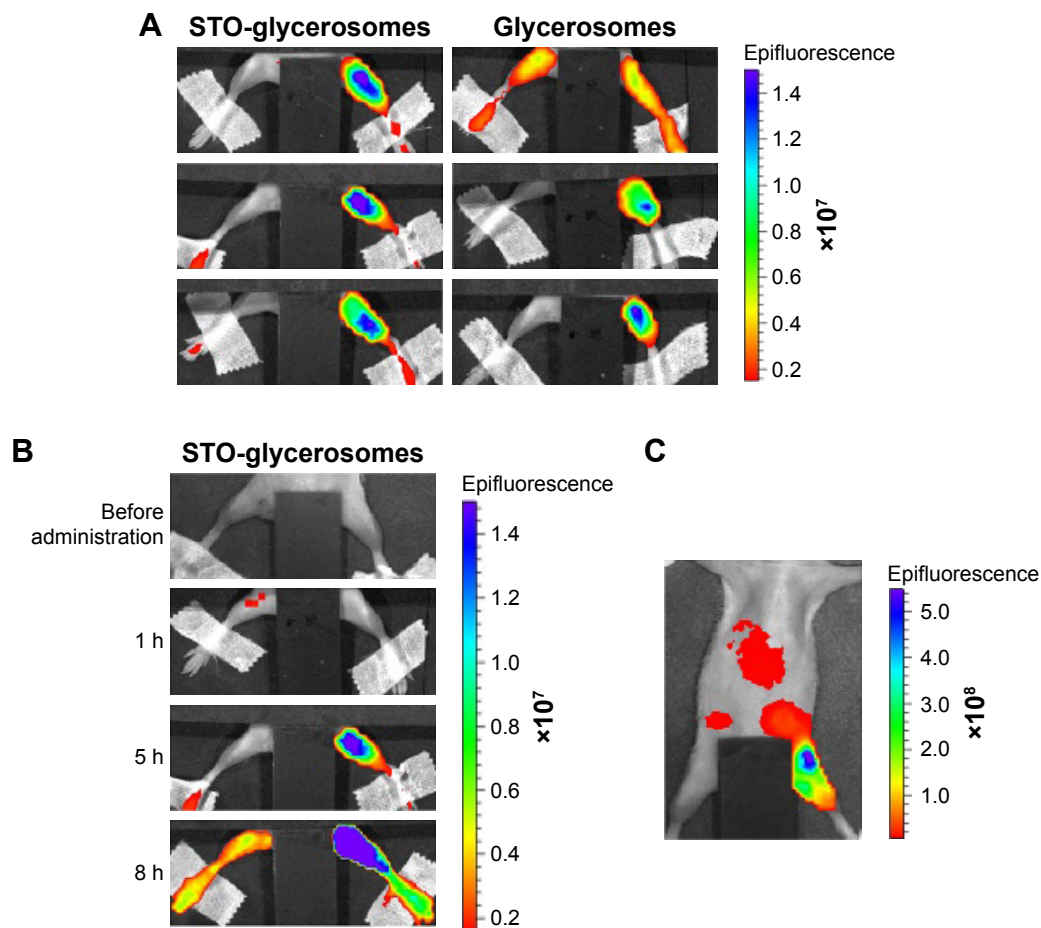 A
STO-glycerosomes
Glycerosomes
Epifluorescence
1.4
1.2
1.0
0.8
0.6
0.4
0.2
×10⁷
B
STO-glycerosomes
Before
administration
1 h
5 h
8 h
Epifluorescence
1.4
1.2
1.0
0.8
0.6
0.4
0.2
×10⁷
C
Epifluorescence
5.0
4.0
3.0
2.0
1.0
×10⁸